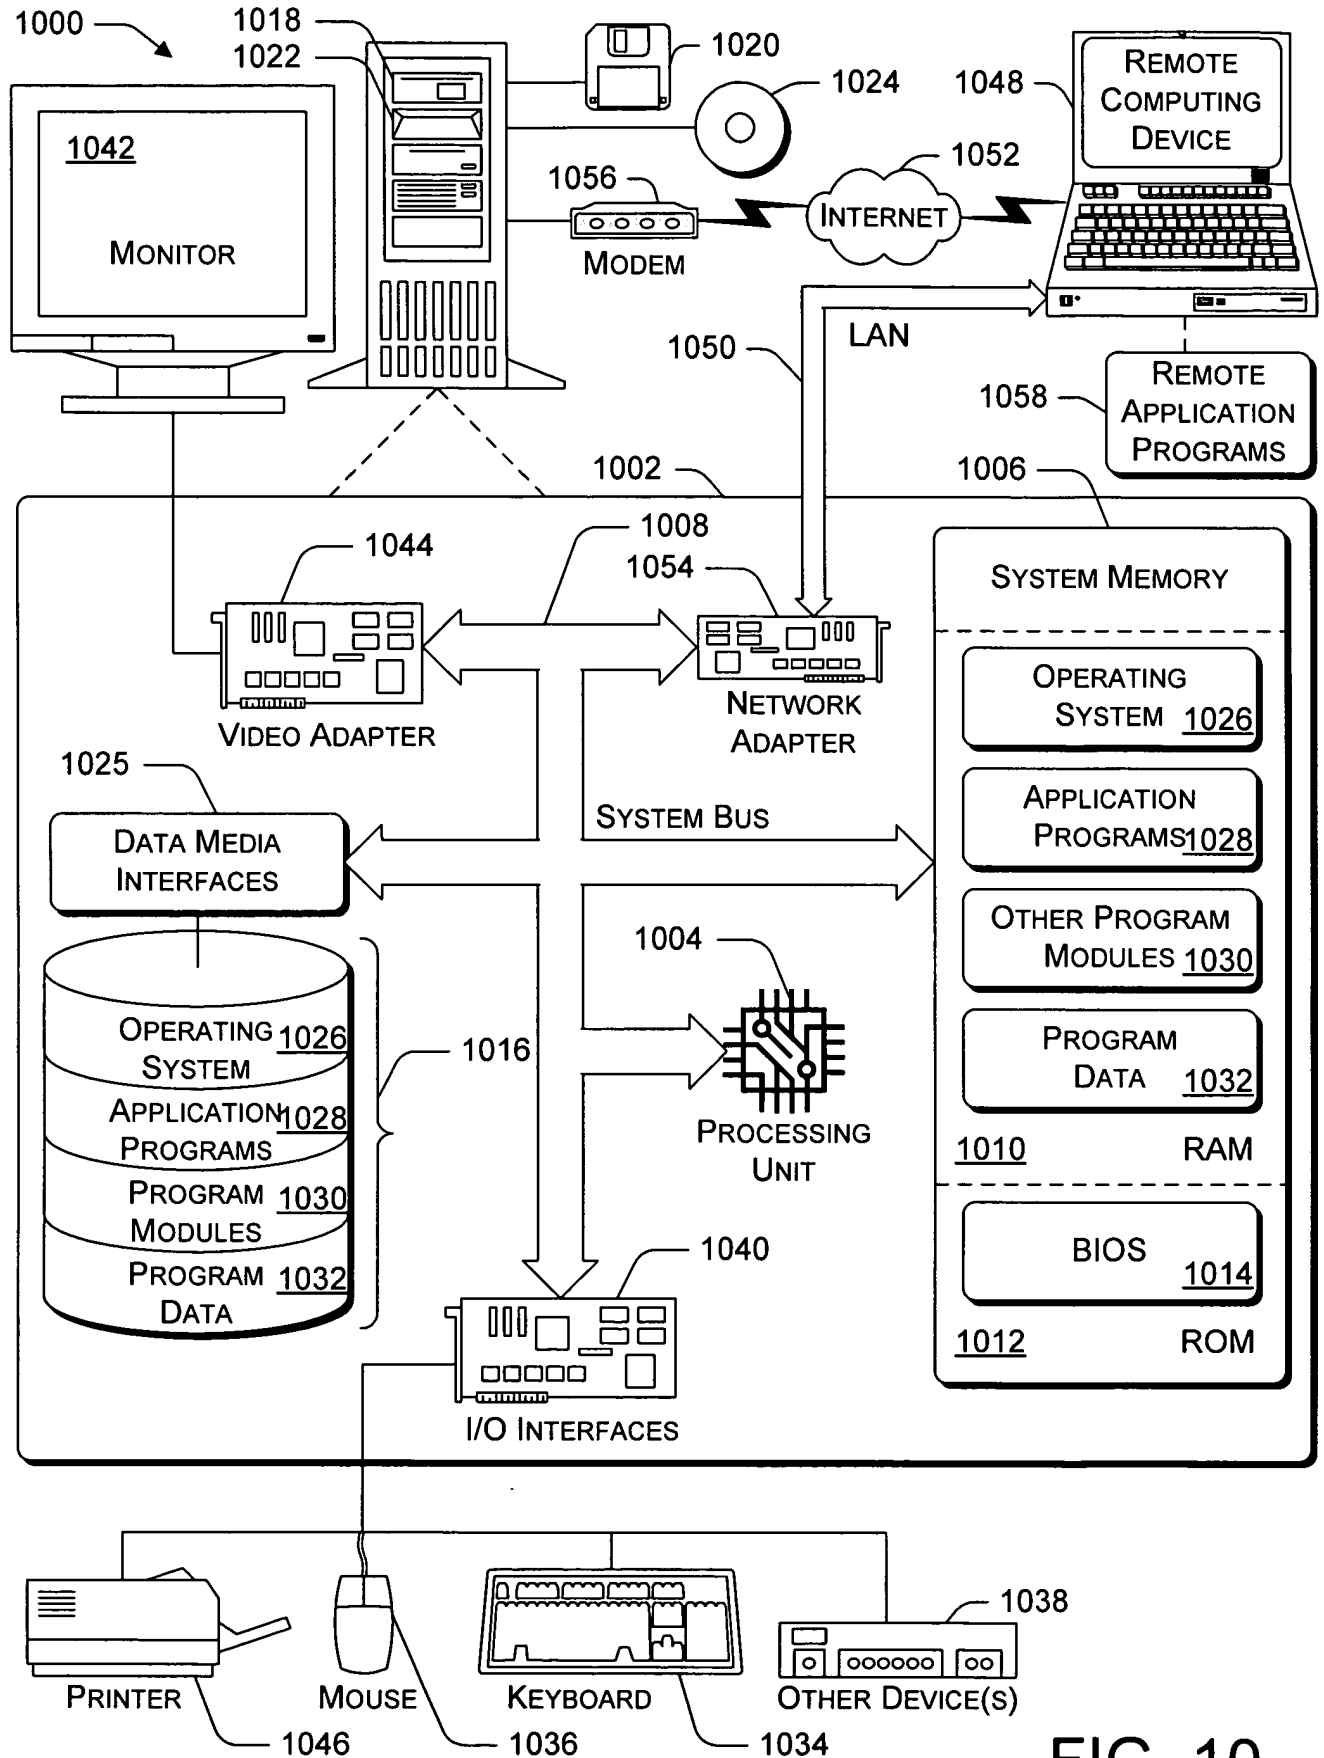 1000
1018
1022
1020
1024
1048
REMOTE
COMPUTING
DEVICE
1042
MONITOR
1056
MODEM
1052
INTERNET
1050
LAN
1058
REMOTE
APPLICATION
PROGRAMS
1002
1006
1044
1008
1054
SYSTEM MEMORY
VIDEO ADAPTER
NETWORK
ADAPTER
OPERATING
SYSTEM 1026
1025
DATA MEDIA
INTERFACES
SYSTEM BUS
APPLICATION
PROGRAMS 1028
OTHER PROGRAM
MODULES 1030
1004
PROCESSING
UNIT
PROGRAM
DATA 1032
1010 RAM
OPERATING 1026
SYSTEM
APPLICATION 1028
PROGRAMS
PROGRAM 1030
MODULES
PROGRAM 1032
DATA
1016
BIOS 1014
1012 ROM
1040
I/O INTERFACES
PRINTER
1046
MOUSE
1036
KEYBOARD
1034
1038
OTHER DEVICE(S)
FIG. 10